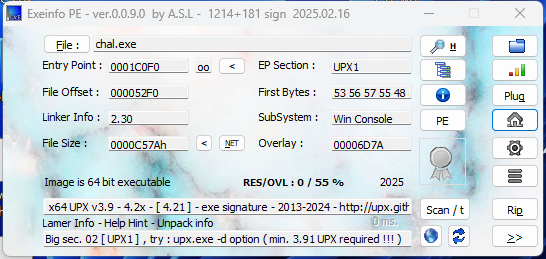 Exeinfo PE - ver.0.0.9.0 by A.S.L - 1214+181 sign 2025.02.16
File : chal.exe H
Entry Point : 0001C0F0 oo < EP Section : UPX1
File Offset : 000052F0 First Bytes : 53 56 57 55 48 Plug
Linker Info : 2.30 SubSystem : Win Console PE
File Size : 0000C57Ah < NET Overlay : 00006D7A
Image is 64 bit executable RES/OVL : 0 / 55 % 2025
x64 UPX v3.9 - 4.2x - [ 4.21 ] - exe signature - 2013-2024 - http://upx.gith Scan / t Rip
Lamer Info - Help Hint - Unpack info 0 ms.
Big sec. 02 [ UPX1 ] , try : upx.exe -d option ( min. 3.91 UPX required !!! ) >>